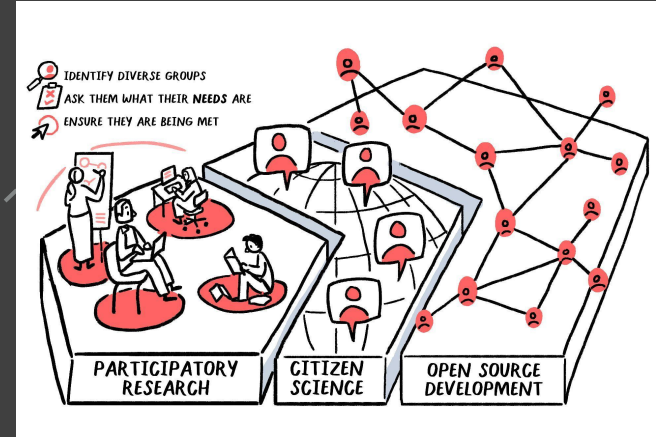 IDENTIFY DIVERSE GROUPS
ASK THEM WHAT THEIR NEEDS ARE
ENSURE THEY ARE BEING MET
PARTICIPATORY
RESEARCH
CITIZEN
SCIENCE
OPEN SOURCE
DEVELOPMENT